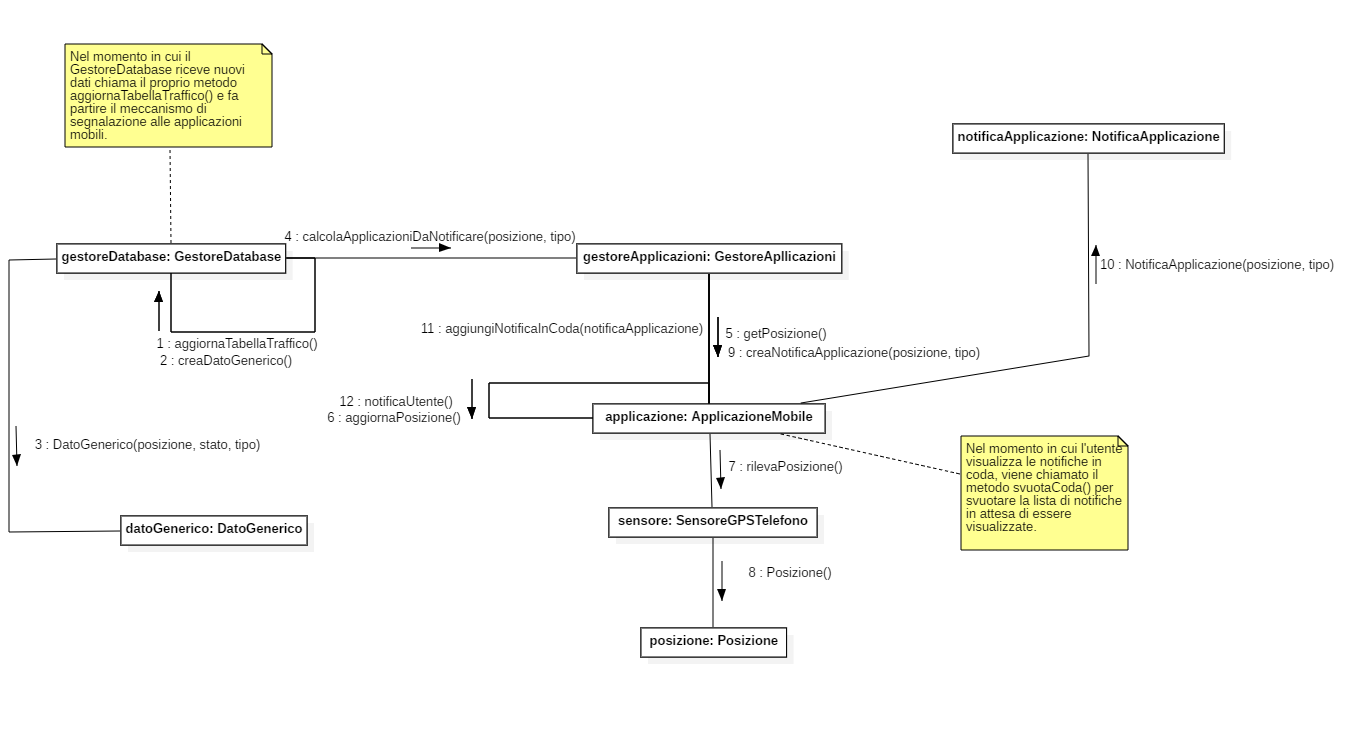 Nel momento in cui il
GestoreDatabase riceve nuovi
dati chiama il proprio metodo
aggiornaTabellaTraffico() e fa
partire il meccanismo di
segnalazione alle applicazioni
mobili.
notificaApplicazione: NotificaApplicazione
4 : calcolaApplicazioniDaNotificare(posizione, tipo)
gestoreDatabase: GestoreDatabase
gestoreApplicazioni: GestoreApllicazioni
10 : NotificaApplicazione(posizione, tipo)
11 : aggiungiNotificaInCoda(notificaApplicazione)
5 : getPosizione()
1 : aggiornaTabellaTraffico()
9 : creaNotificaApplicazione(posizione, tipo)
2 : creaDatoGenerico()
12 : notificaUtente()
6 : aggiornaPosizione()
applicazione: ApplicazioneMobile
3 : DatoGenerico(posizione, stato, tipo)
Nel momento in cui l'utente
visualizza le notifiche in
coda, viene chiamato il
metodo svuotaCoda() per
svuotare la lista di notifiche
in attesa di essere
visualizzate.
7 : rilevaPosizione()
datoGenerico: DatoGenerico
sensore: SensoreGPSTelefono
8 : Posizione()
posizione: Posizione